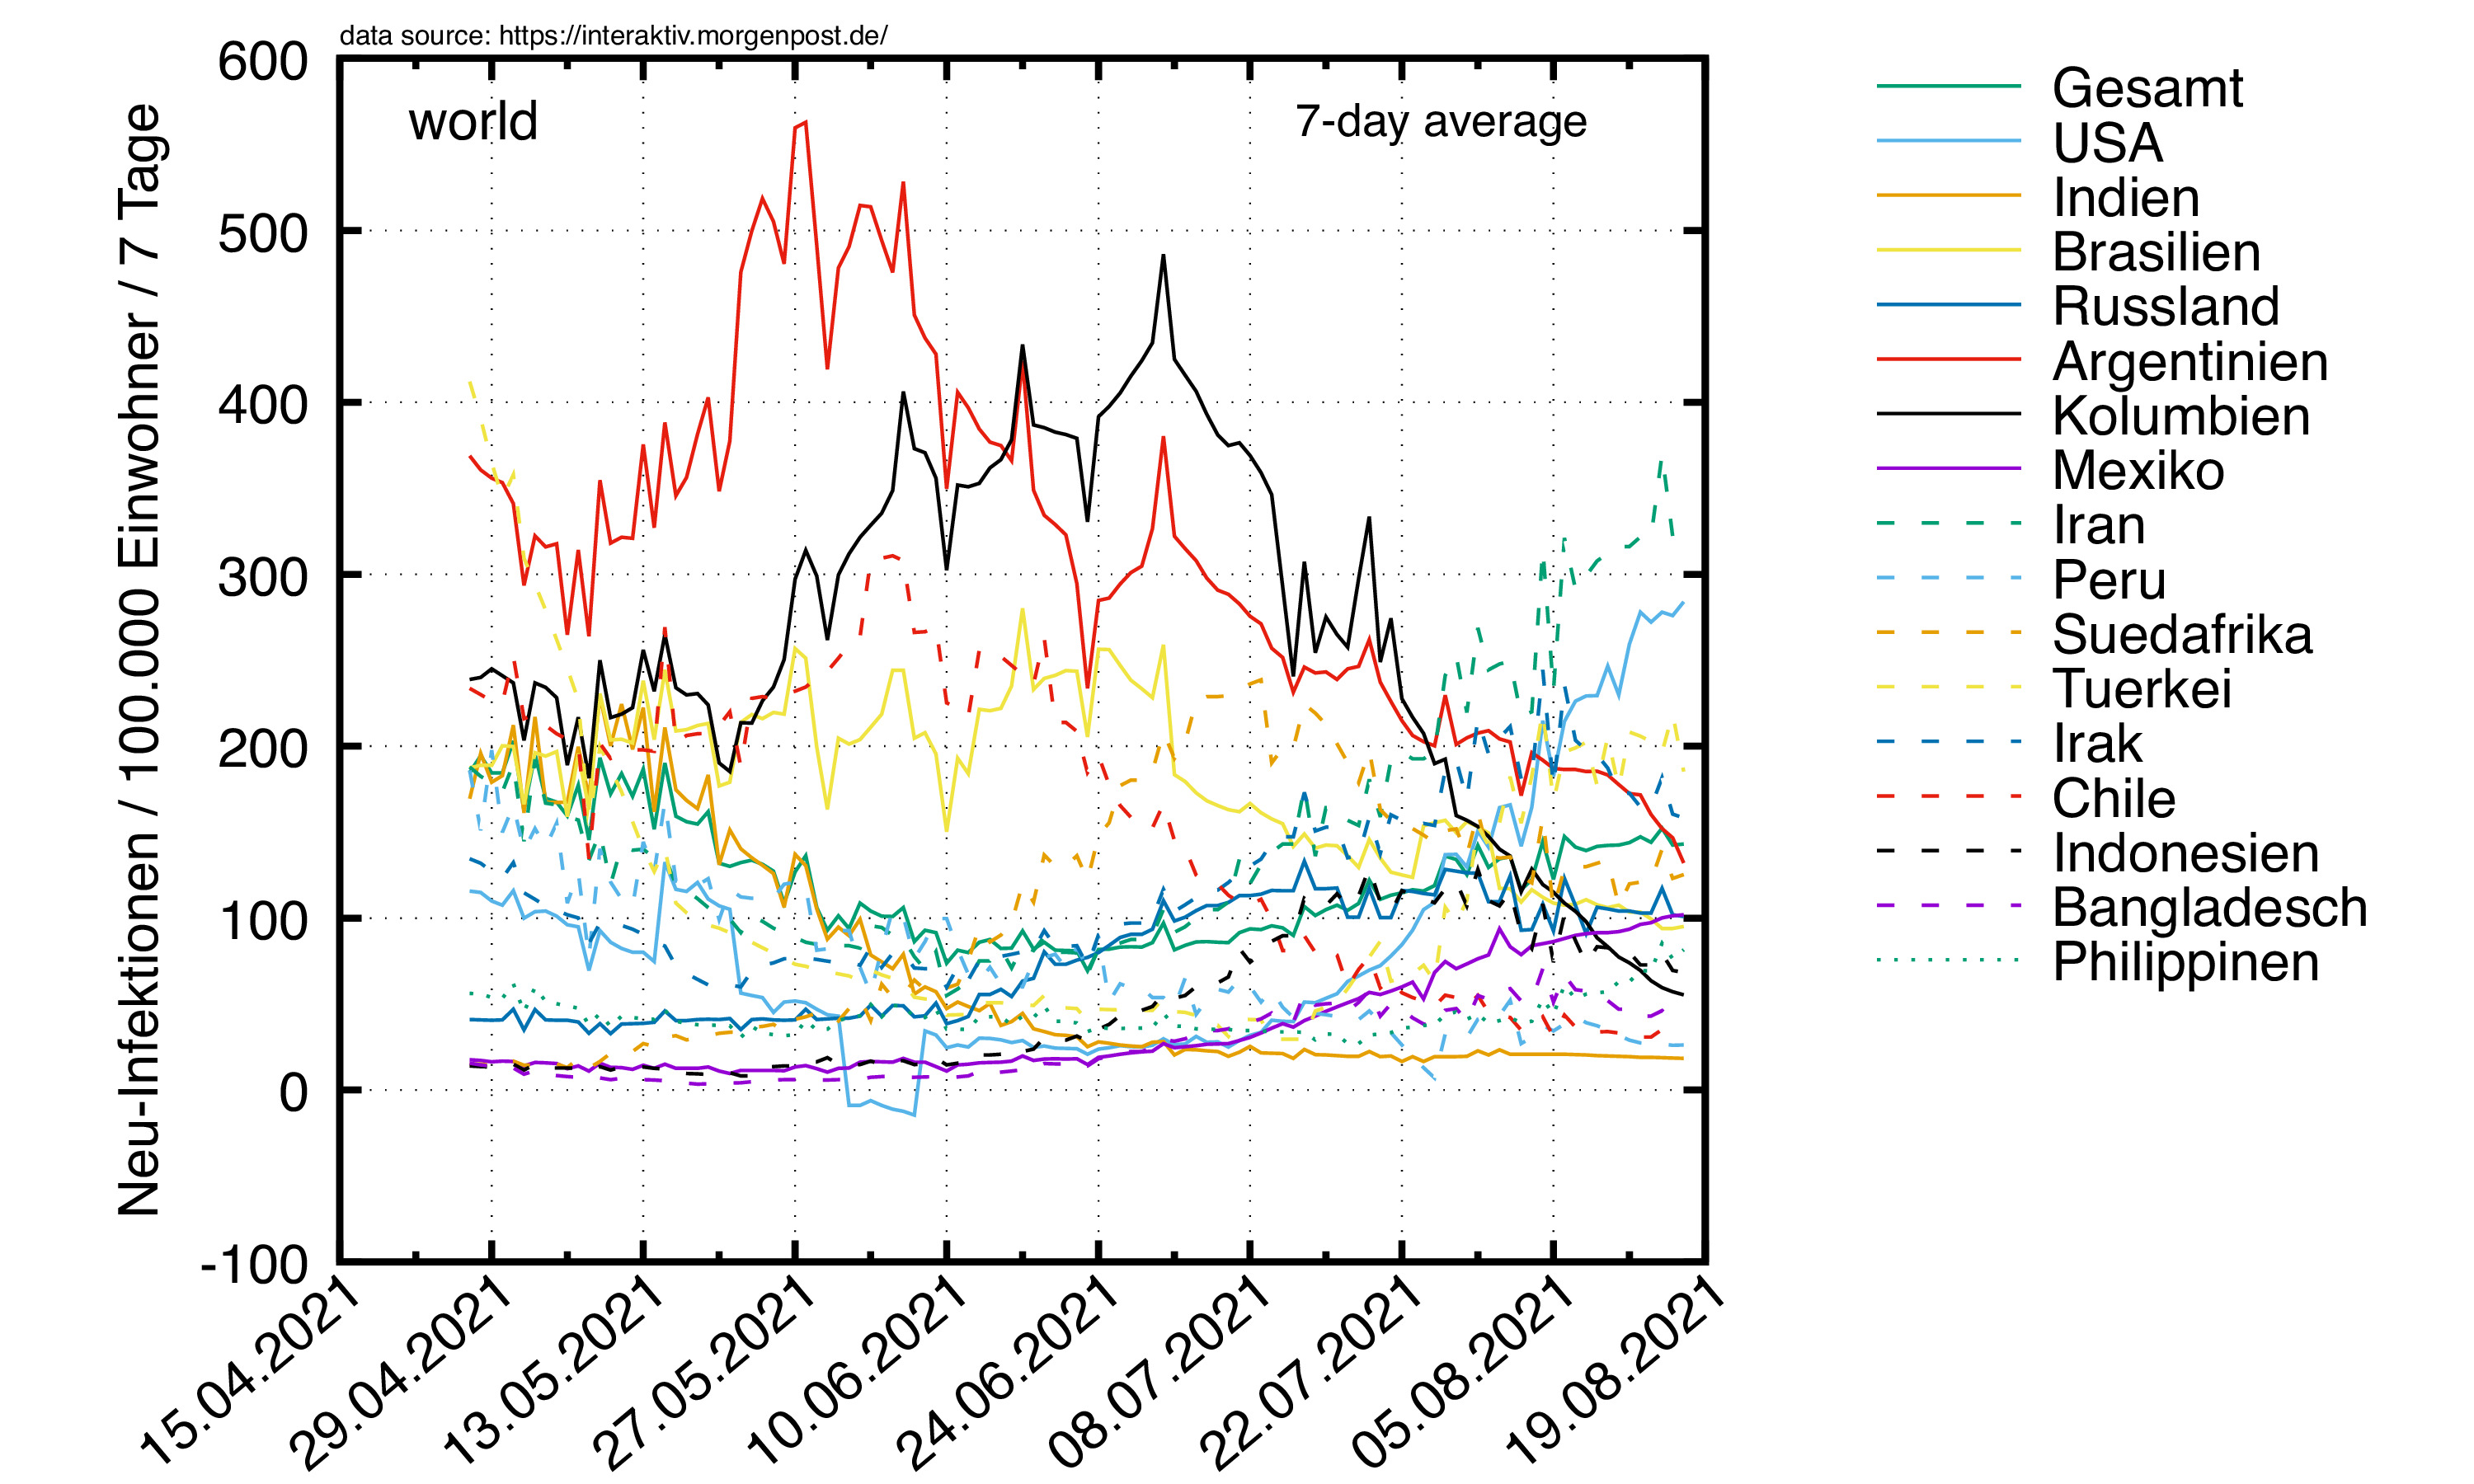 data source: https://interaktiv.morgenpost.de/
world
7-day average
Neu-Infektionen / 100.000 Einwohner / 7 Tage
600
500
400
300
200
100
0
-100
15.04.2021
29.04.2021
13.05.2021
27.05.2021
10.06.2021
24.06.2021
08.07.2021
22.07.2021
05.08.2021
19.08.2021
Gesamt
USA
Indien
Brasilien
Russland
Argentinien
Kolumbien
Mexiko
Iran
Peru
Suedafrika
Tuerkei
Irak
Chile
Indonesien
Bangladesch
Philippinen